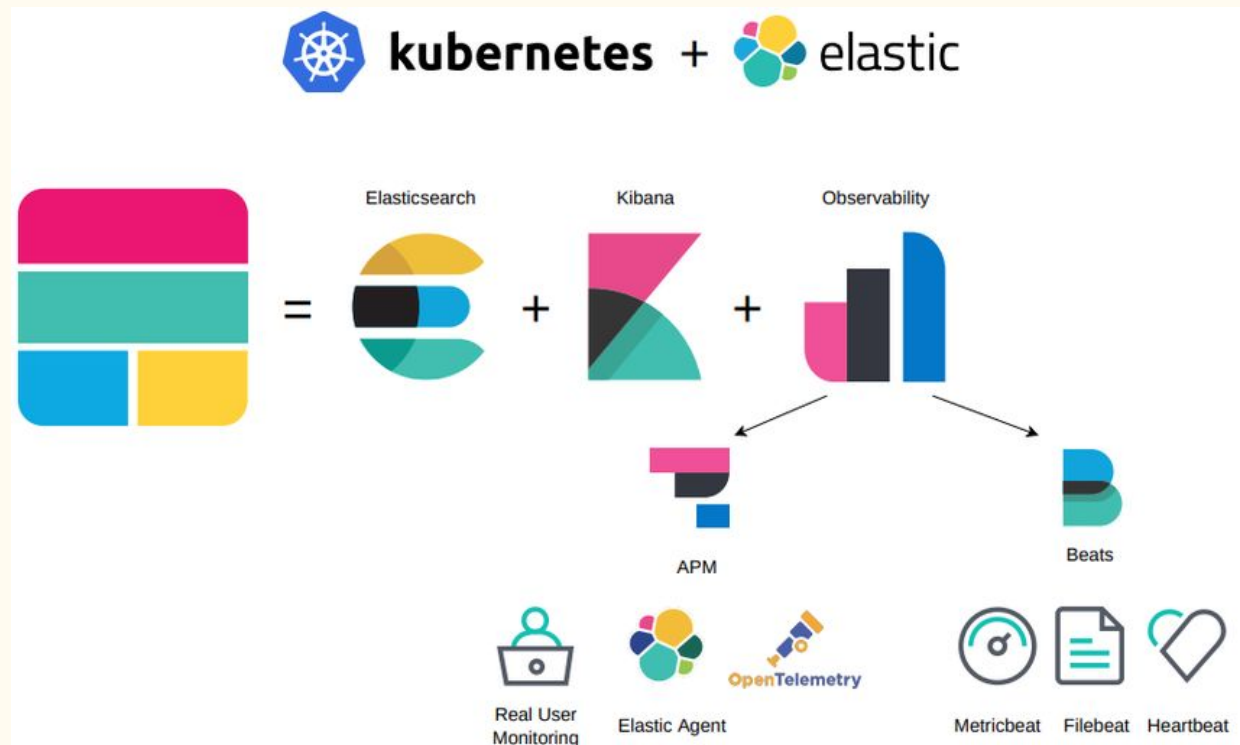 kubernetes + elastic
Elasticsearch
Kibana
Observability
= + +
APM
Beats
OpenTelemetry
Real User
Monitoring
Elastic Agent
Metricbeat
Filebeat
Heartbeat